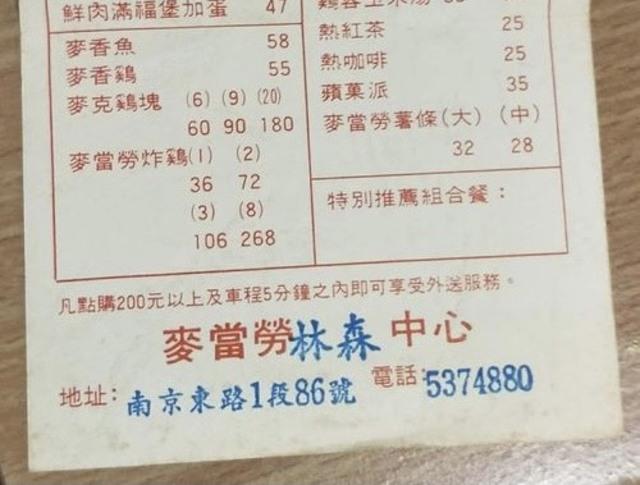 鮮肉滿福堡加蛋 47
麥香魚 58
麥香鷄 55
麥克鷄塊 (6) (9) (20)
60 90 180
麥當勞炸鷄(1) (2)
36 72
(3) (8)
106 268
熱紅茶 25
熱咖啡 25
蘋菓派 35
麥當勞薯條(大) (中)
32 28
特別推薦組合餐：
凡點購200元以上及車程5分鐘之內即可享受外送服務。
麥當勞林森中心
地址：南京東路1段86號 電話：5374880